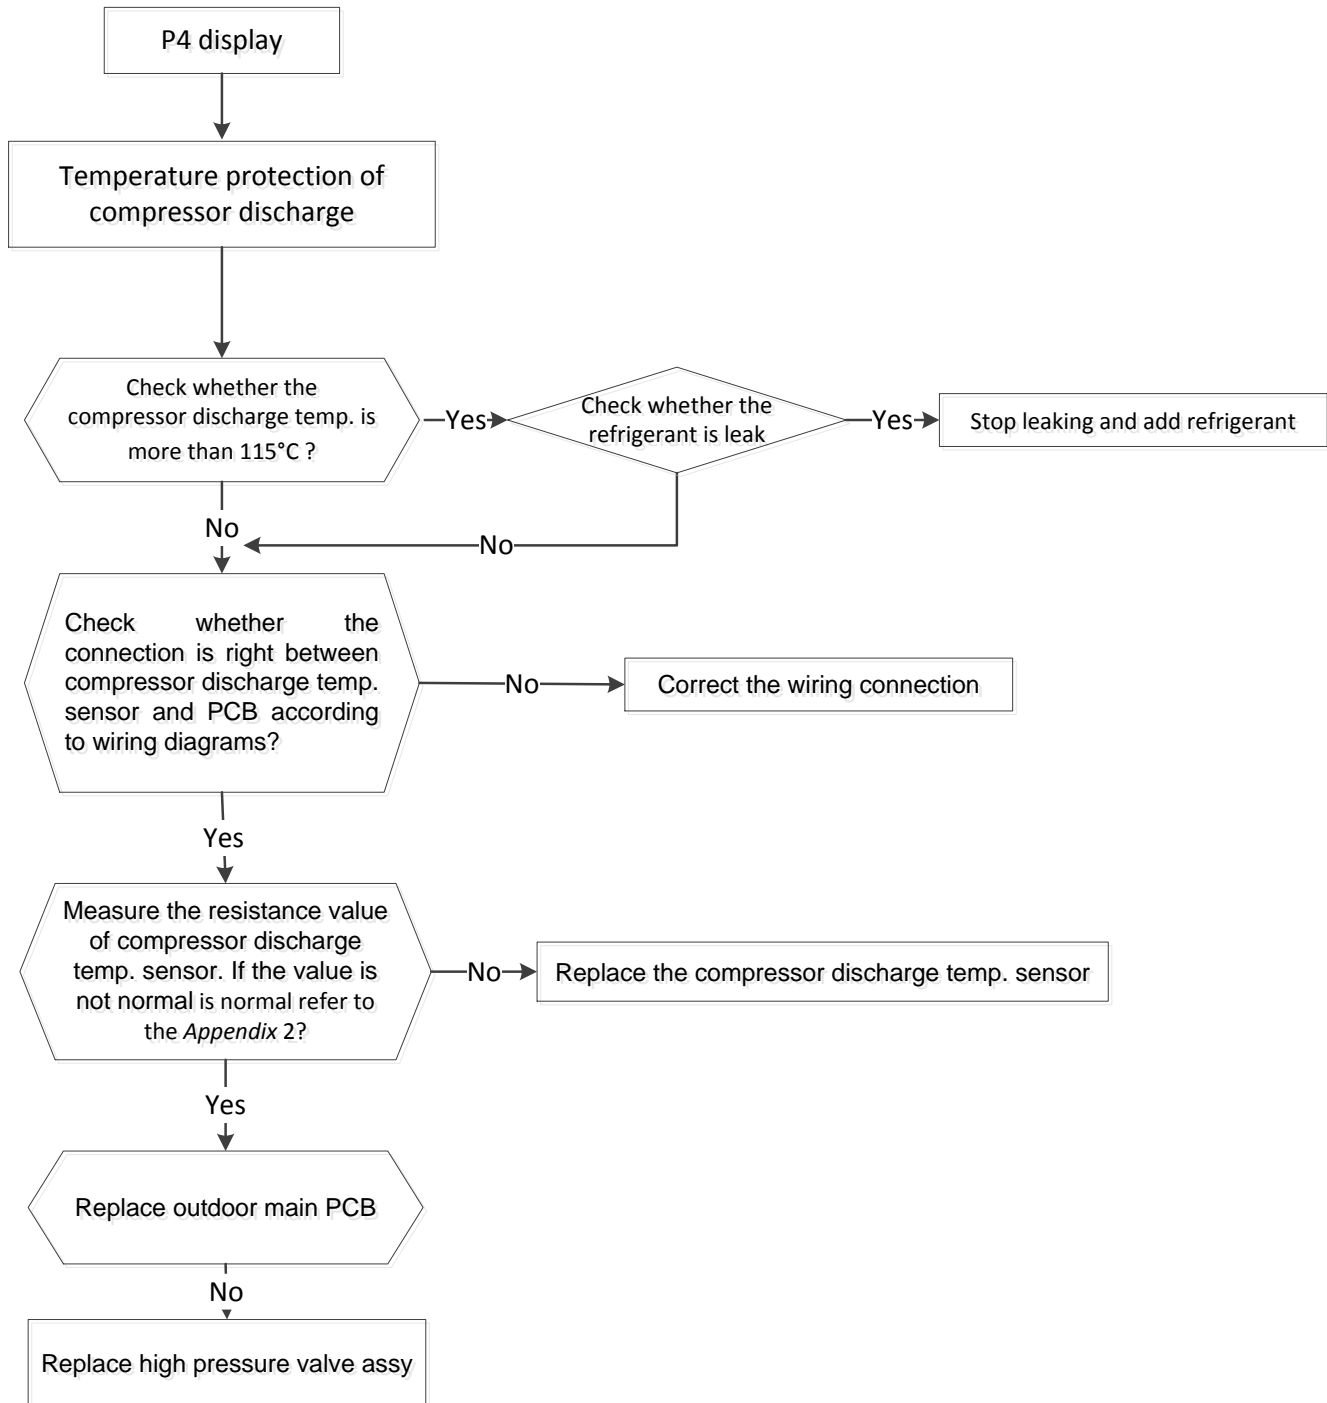 P4 display
Temperature protection of
compressor discharge
Check whether the
compressor discharge temp. is
more than 115°C ?
Yes
Check whether the
refrigerant is leak
Yes
Stop leaking and add refrigerant
No
No
Check whether the
connection is right between
compressor discharge temp.
sensor and PCB according
to wiring diagrams?
No
Correct the wiring connection
Yes
Measure the resistance value
of compressor discharge
temp. sensor. If the value is
not normal is normal refer to
the Appendix 2?
No
Replace the compressor discharge temp. sensor
Yes
Replace outdoor main PCB
No
Replace high pressure valve assy